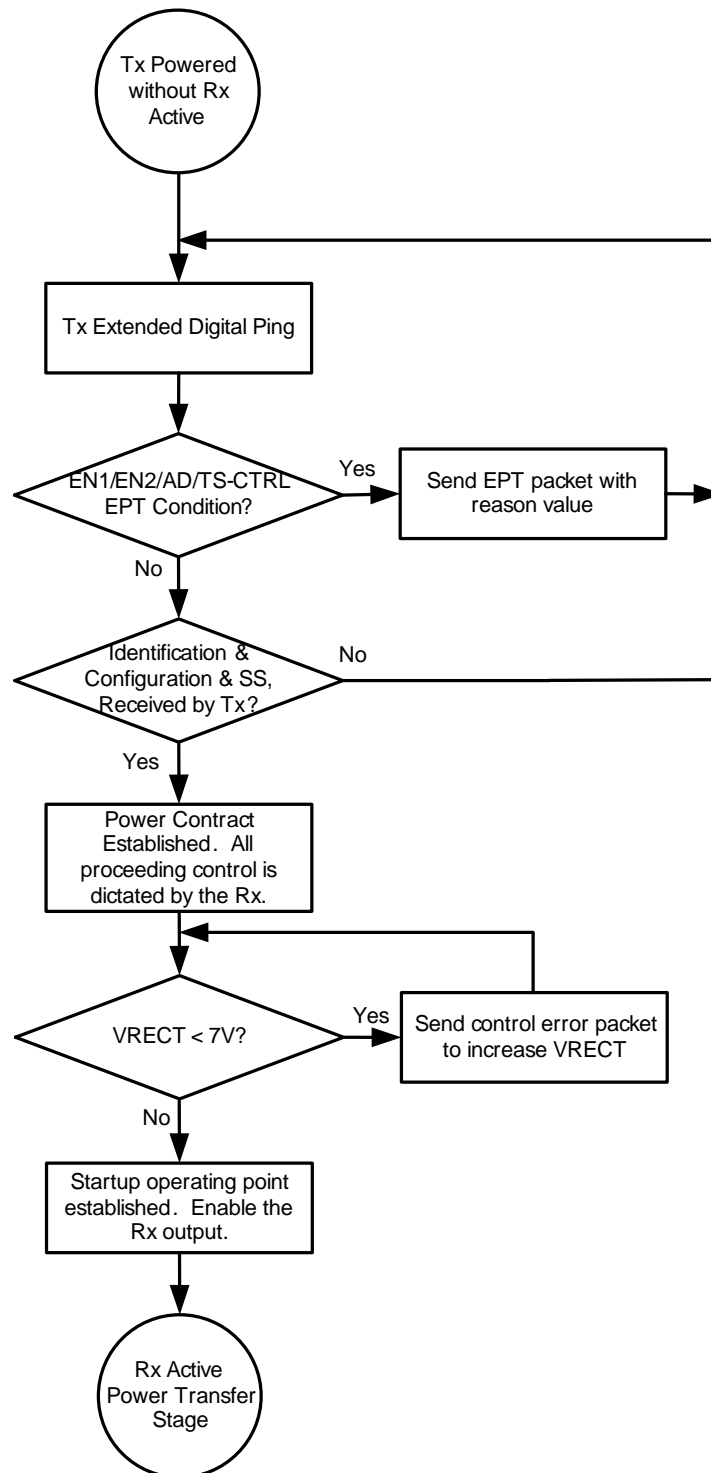 Tx Powered
without Rx
Active
Tx Extended Digital Ping
EN1/EN2/AD/TS-CTRL
EPT Condition?
Yes
Send EPT packet with
reason value
No
Identification &
Configuration & SS,
Received by Tx?
No
Yes
Power Contract
Established. All
proceeding control is
dictated by the Rx.
VRECT < 7V?
Yes
Send control error packet
to increase VRECT
No
Startup operating point
established. Enable the
Rx output.
Rx Active
Power Transfer
Stage